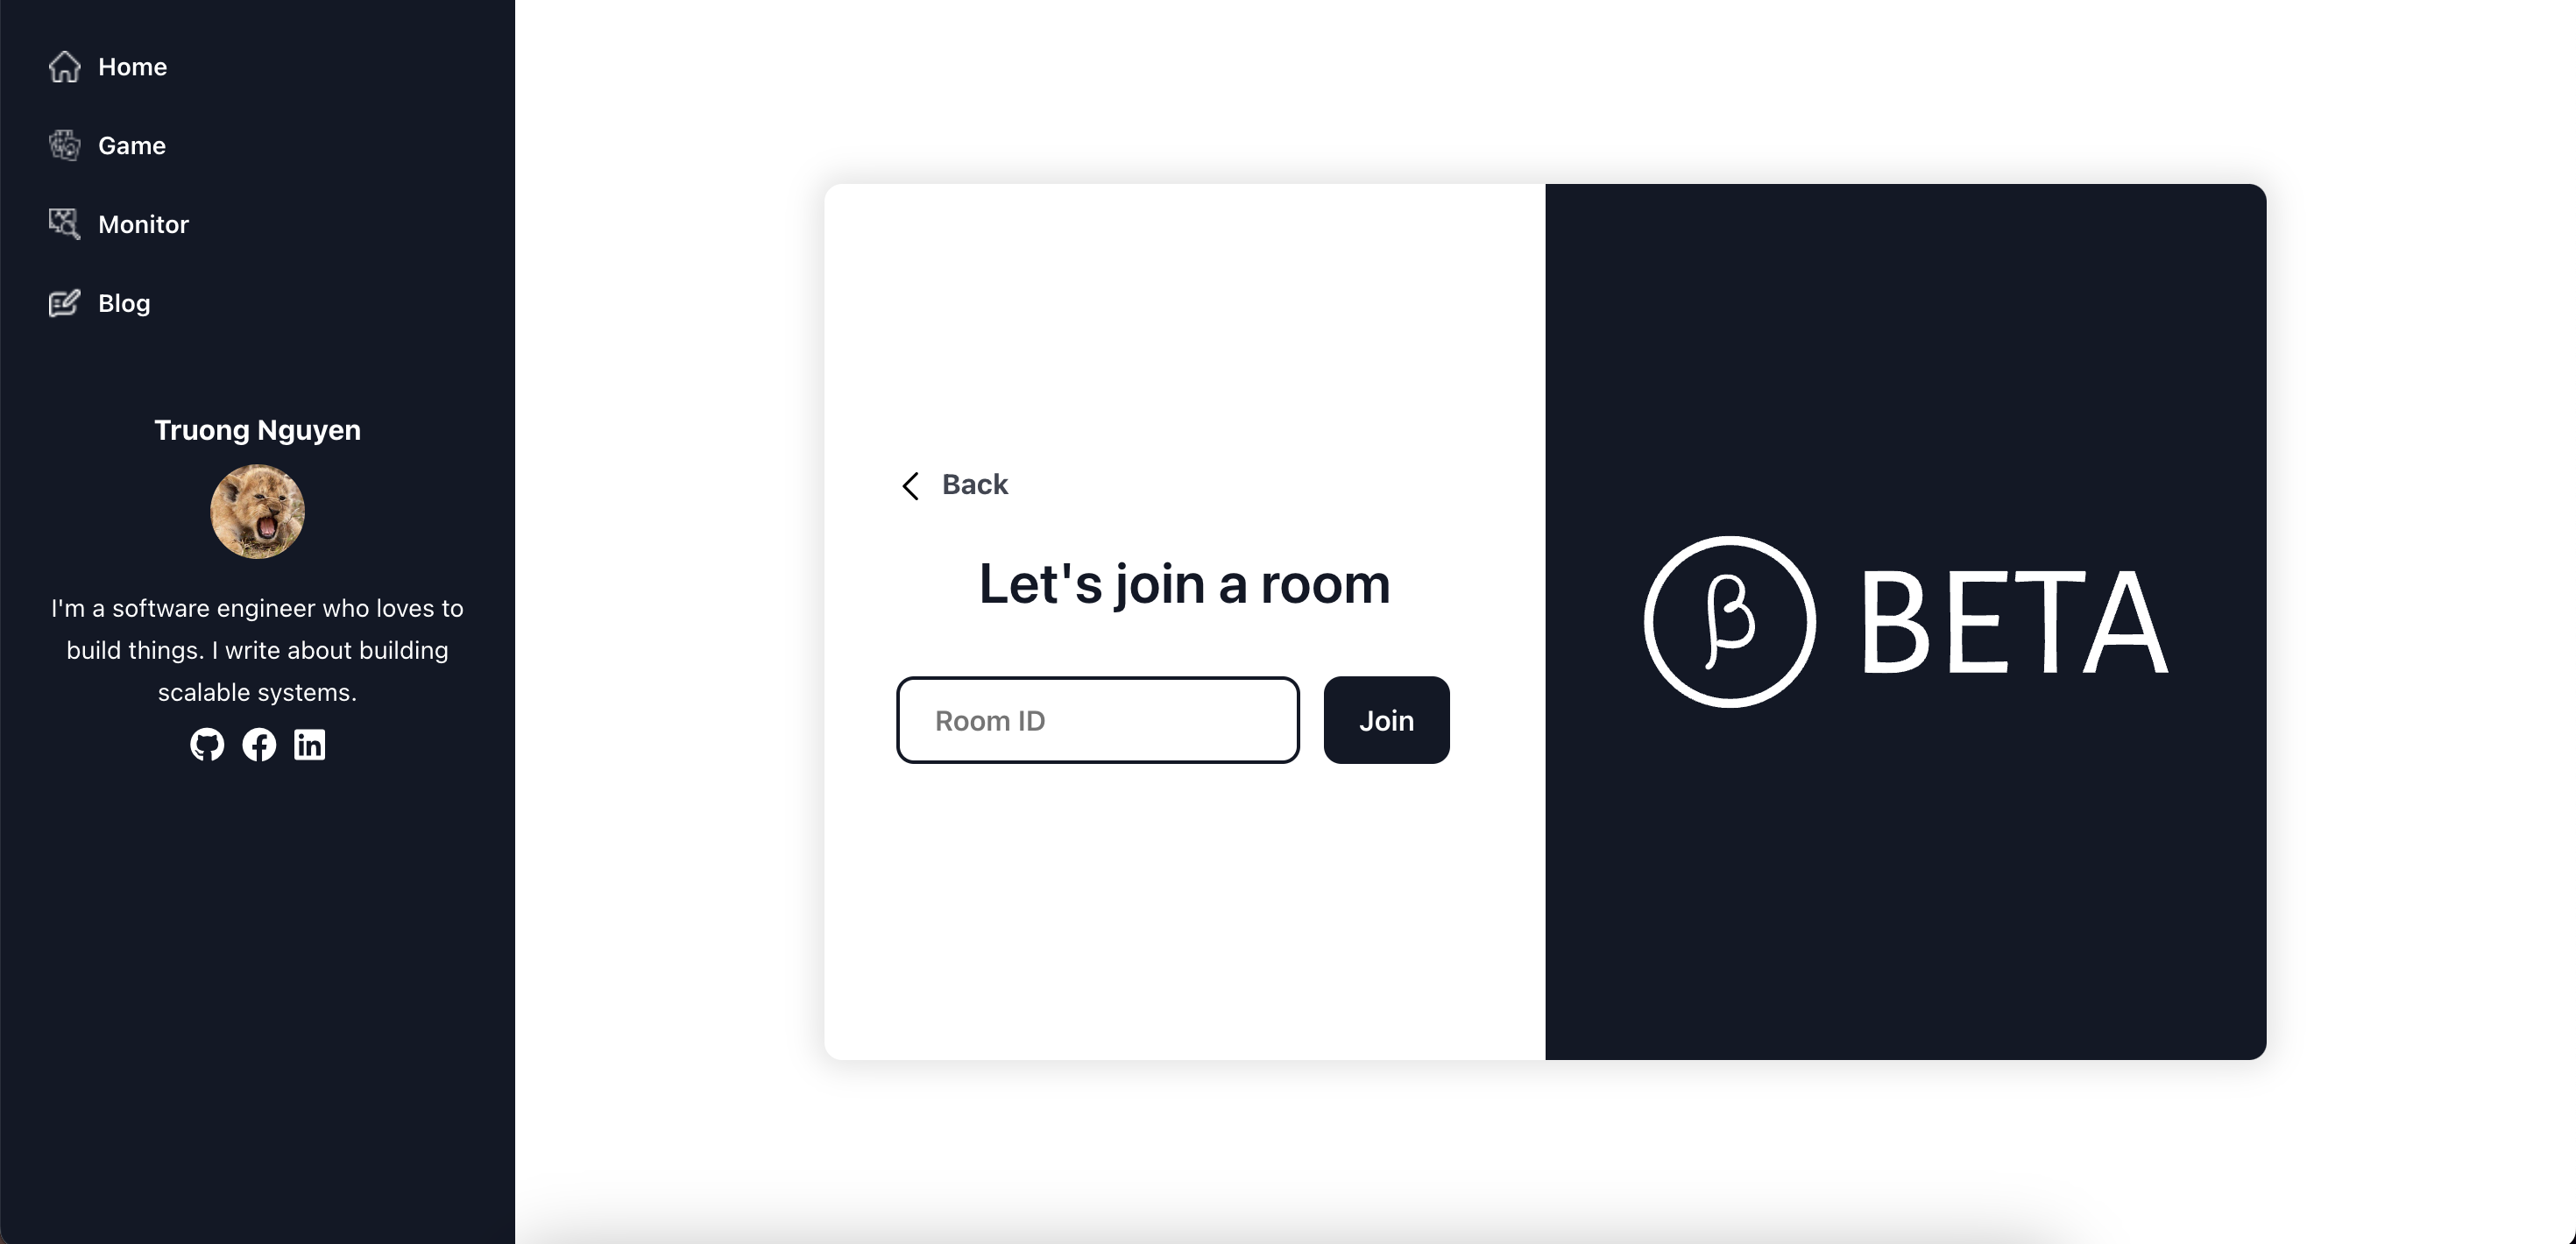 Home
Game
Monitor
Blog
Truong Nguyen
I'm a software engineer who loves to
build things. I write about building
scalable systems.
Back
Let's join a room
Room ID
Join
β BETA